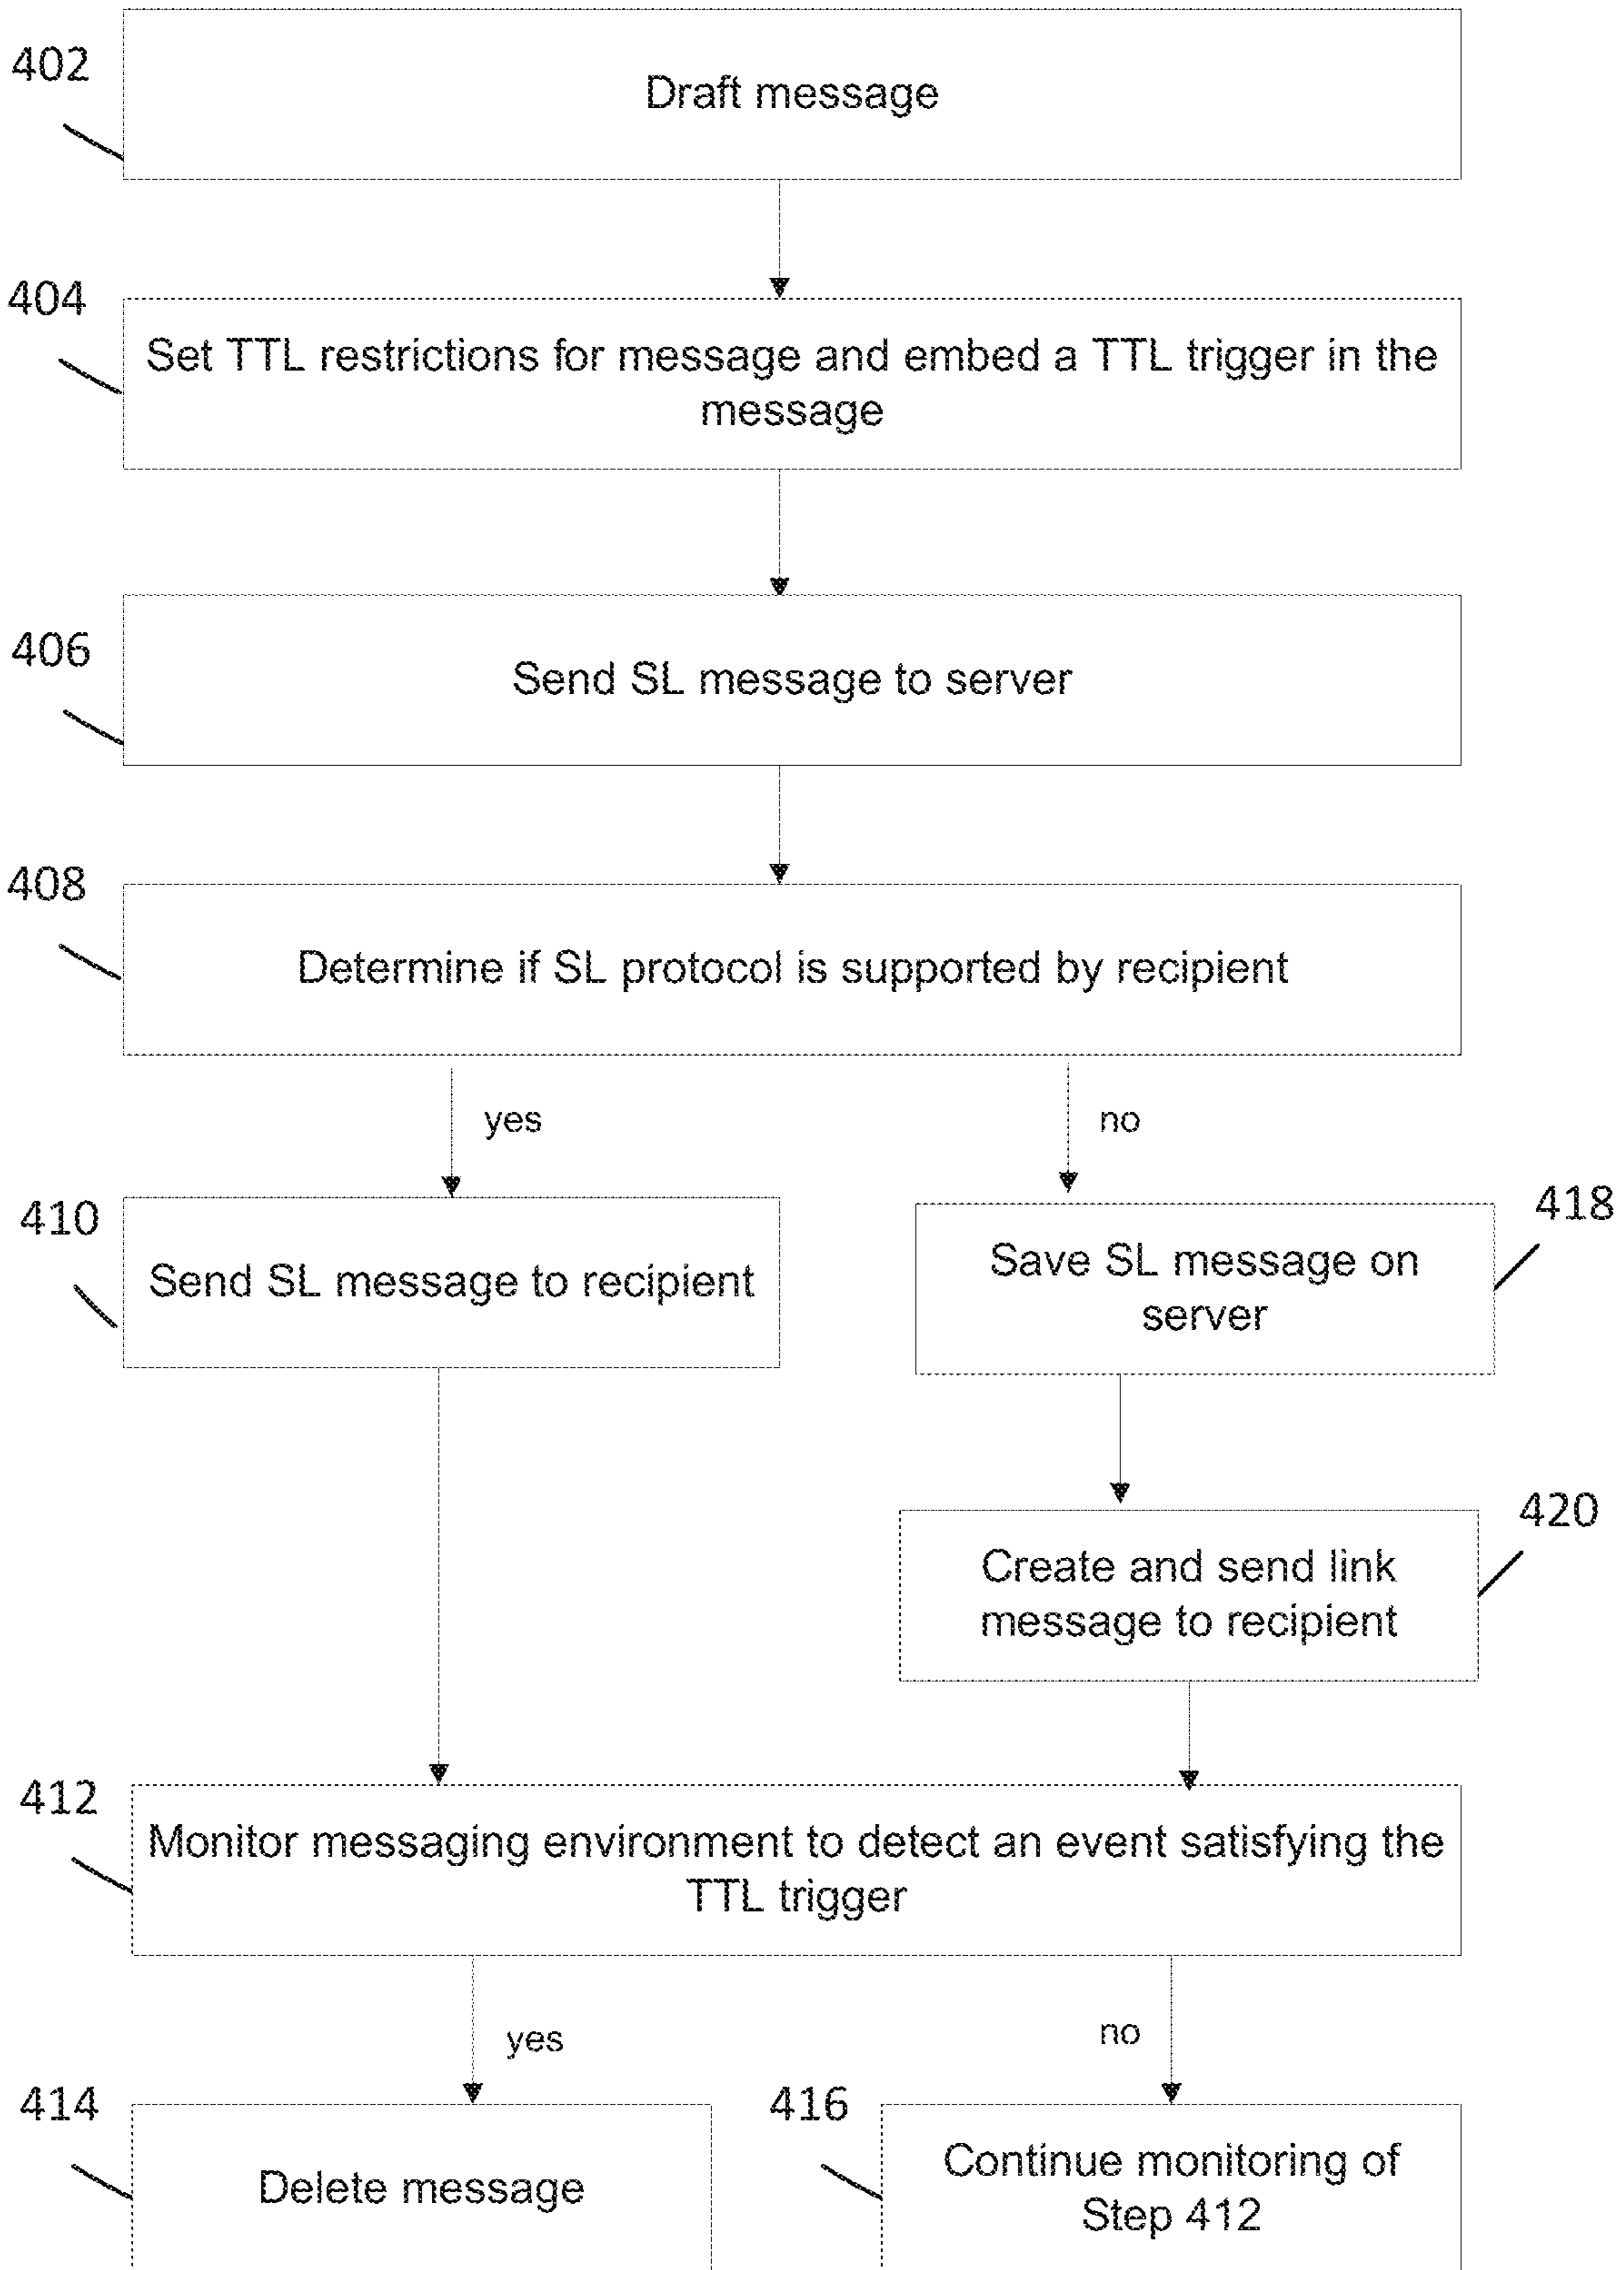 402
Draft message
404
Set TTL restrictions for message and embed a TTL trigger in the
message
406
Send SL message to server
408
Determine if SL protocol is supported by recipient
yes
no
410
Send SL message to recipient
418
Save SL message on
server
420
Create and send link
message to recipient
412
Monitor messaging environment to detect an event satisfying the
TTL trigger
yes
no
414
Delete message
416
Continue monitoring of
Step 412